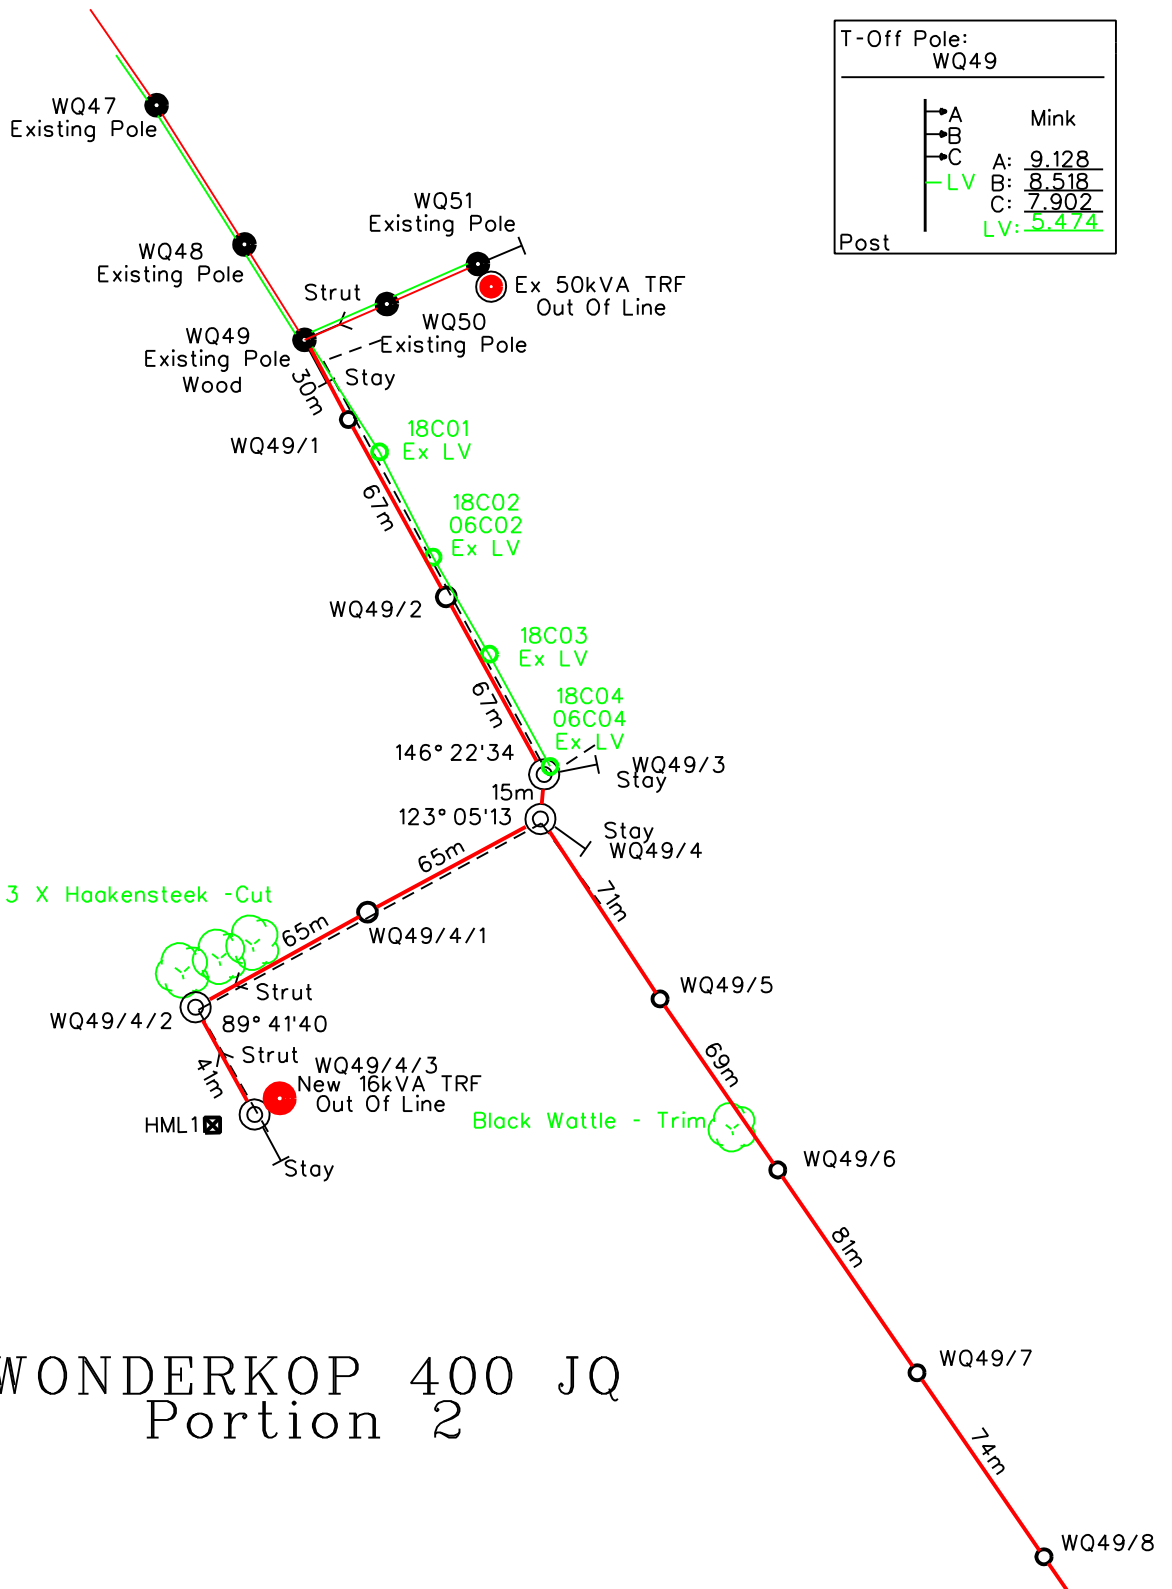 T-Off Pole:
WQ49
A
B
C
LV
Mink
A: 9.128
B: 8.518
C: 7.902
LV: 5.474
Post
WQ47
Existing Pole
WQ48
Existing Pole
WQ51
Existing Pole
Ex 50kVA TRF
Out Of Line
Strut
WQ50
Existing Pole
WQ49
Existing Pole
Wood
Stay
30m
WQ49/1
18C01
Ex LV
67m
18C02
06C02
Ex LV
WQ49/2
18C03
Ex LV
67m
18C04
06C04
Ex LV
146° 22'34
WQ49/3
Stay
15m
123° 05'13
Stay
WQ49/4
65m
71m
3 X Haakensteek -Cut
65m
WQ49/4/1
Strut
WQ49/5
WQ49/4/2
89° 41'40
Strut
41m
WQ49/4/3
New 16kVA TRF
Out Of Line
69m
HML1
Black Wattle - Trim
Stay
WQ49/6
81m
WONDERKOP 400 JQ
Portion 2
WQ49/7
74m
WQ49/8